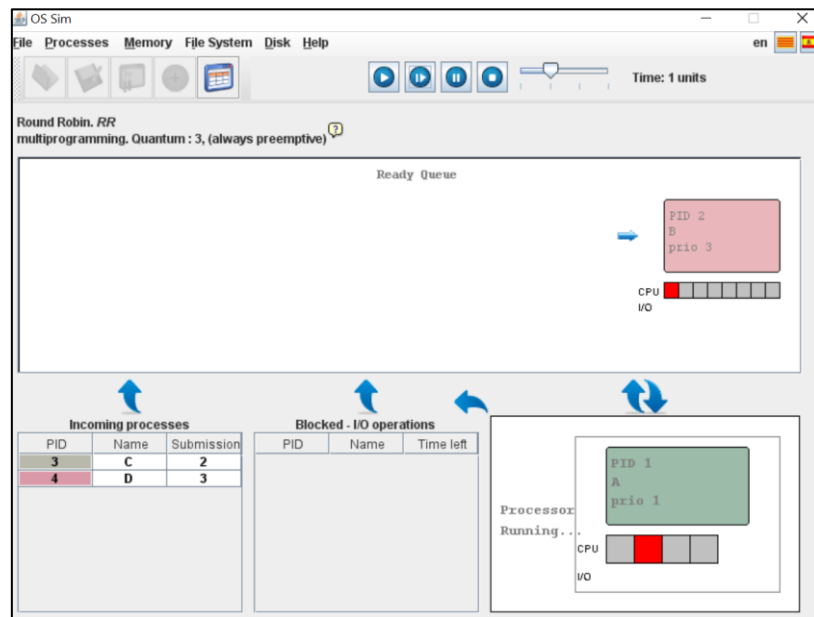 OS Sim
File Processes Memory File System Disk Help en
Time: 1 units
Round Robin. RR
multiprogramming. Quantum : 3, (always preemptive) ?
Ready Queue
PID 2
B
prio 3
CPU
I/O
Incoming processes
PID Name Submission
3 C 2
4 D 3
Blocked - I/O operations
PID Name Time left
Processor
Running...
PID 1
A
prio 1
CPU
I/O